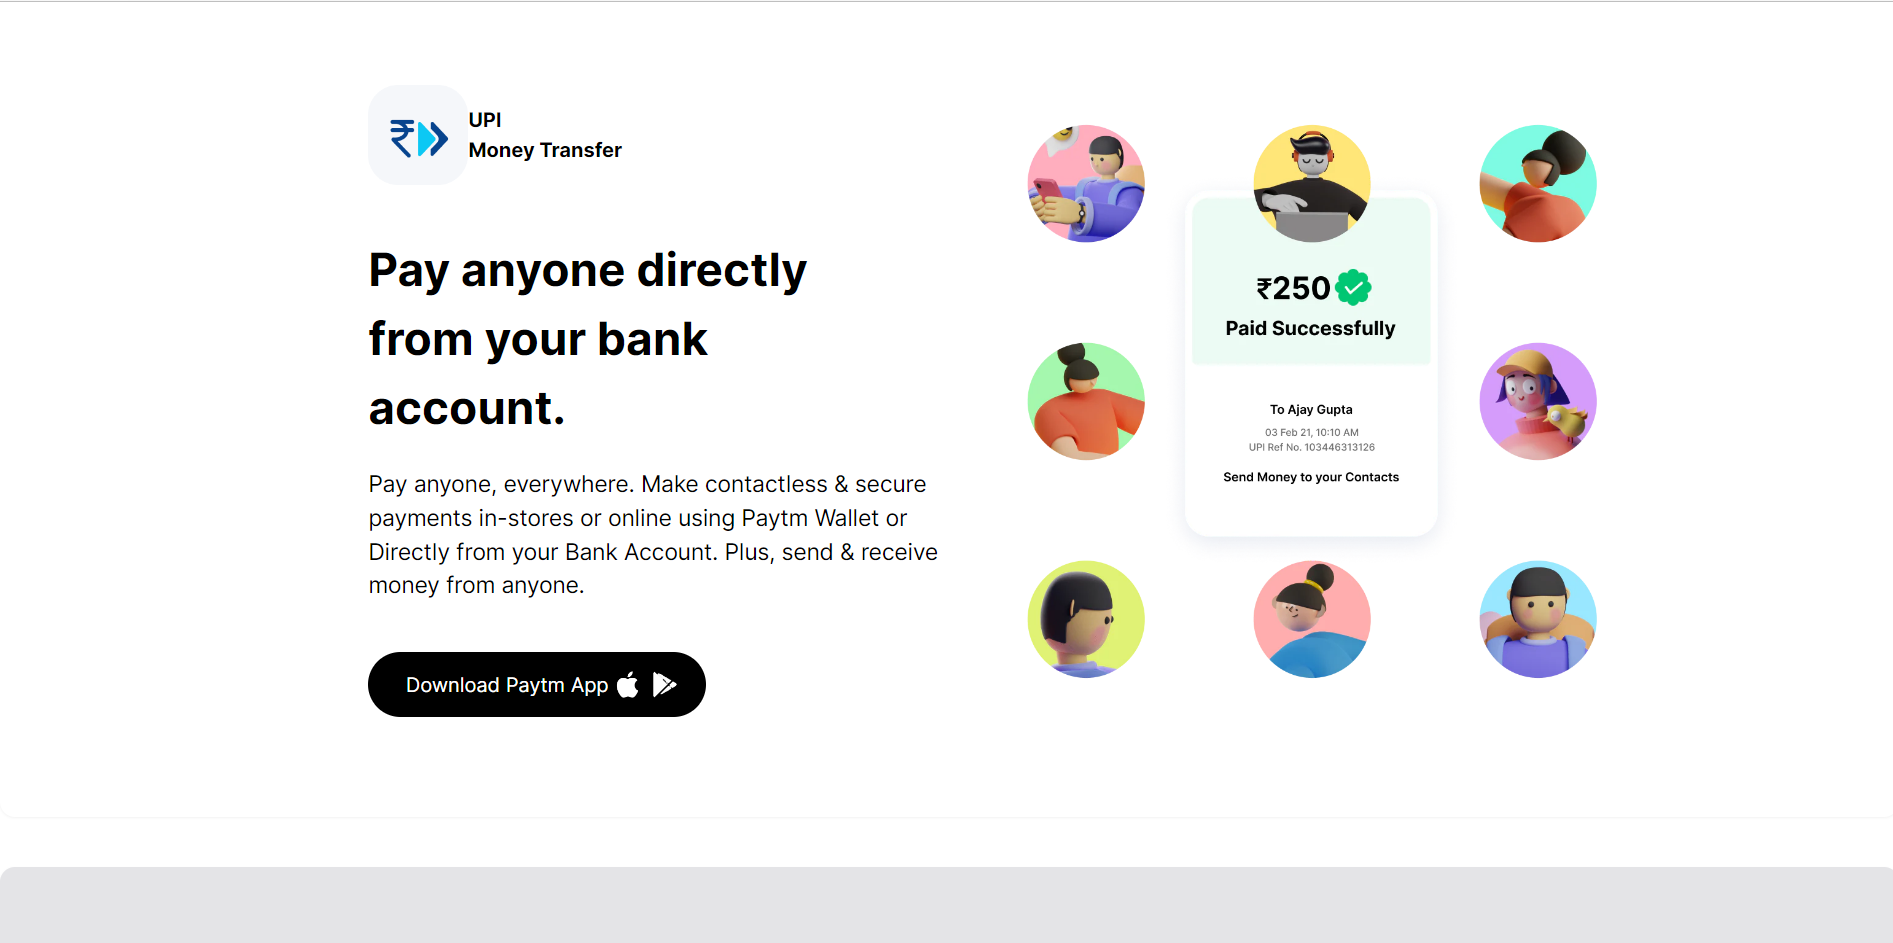 UPI
Money Transfer
Pay anyone directly
from your bank
account.
Pay anyone, everywhere. Make contactless & secure
payments in-stores or online using Paytm Wallet or
Directly from your Bank Account. Plus, send & receive
money from anyone.
Download Paytm App
₹250
Paid Successfully
To Ajay Gupta
03 Feb 21, 10:10 AM
UPI Ref No. 103446313126
Send Money to your Contacts